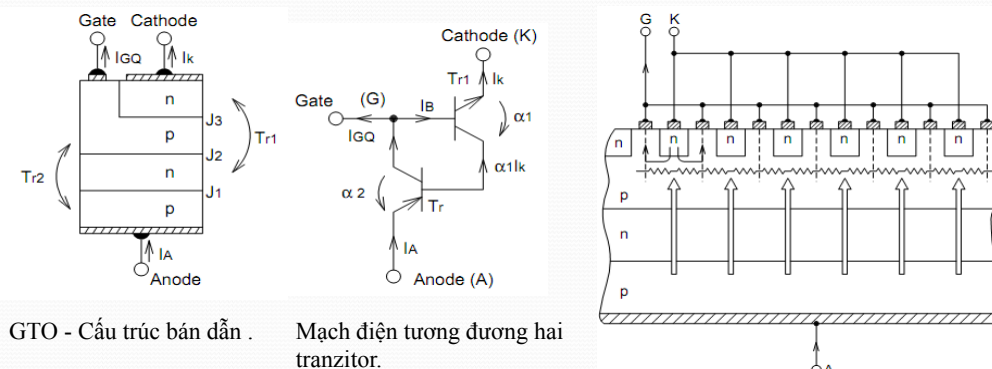 Gate Cathode
IGQ Ik
n
J3
p
Tr1
J2
Tr2
n
J1
p
IA
Anode
GTO - Cấu trúc bán dẫn .
Cathode (K)
Tr1 Ik
Gate (G) IB
IGQ
α1
α1Ik
α 2
Tr
IA
Anode (A)
Mạch điện tương đương hai
tranzitor.
G K
n n n n n n n
p
n
p